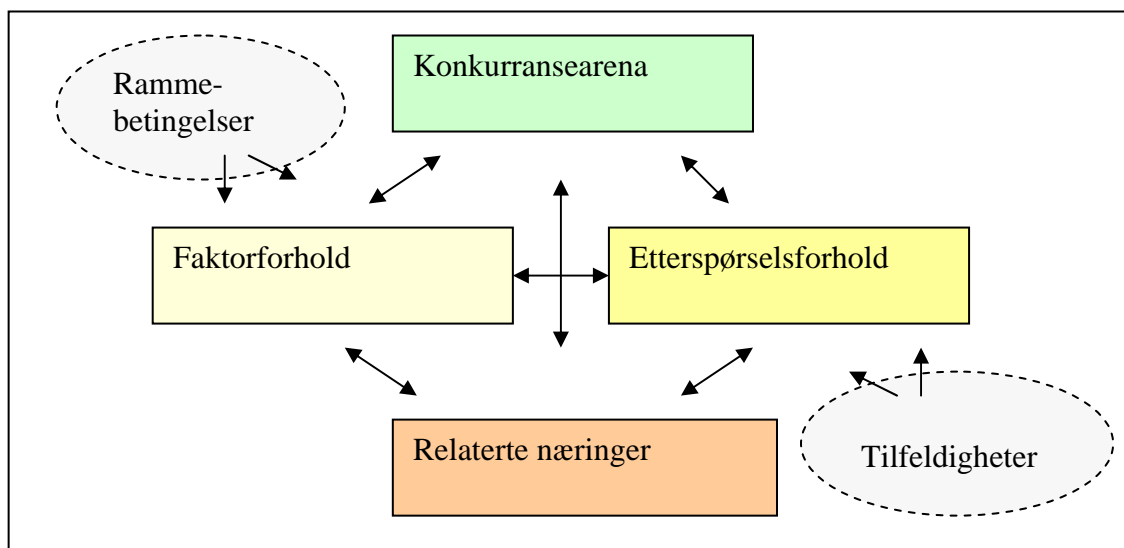 Konkurransearena
Ramme-
betingelser
Faktorforhold
Etterspørselsforhold
Relaterte næringer
Tilfeldigheter